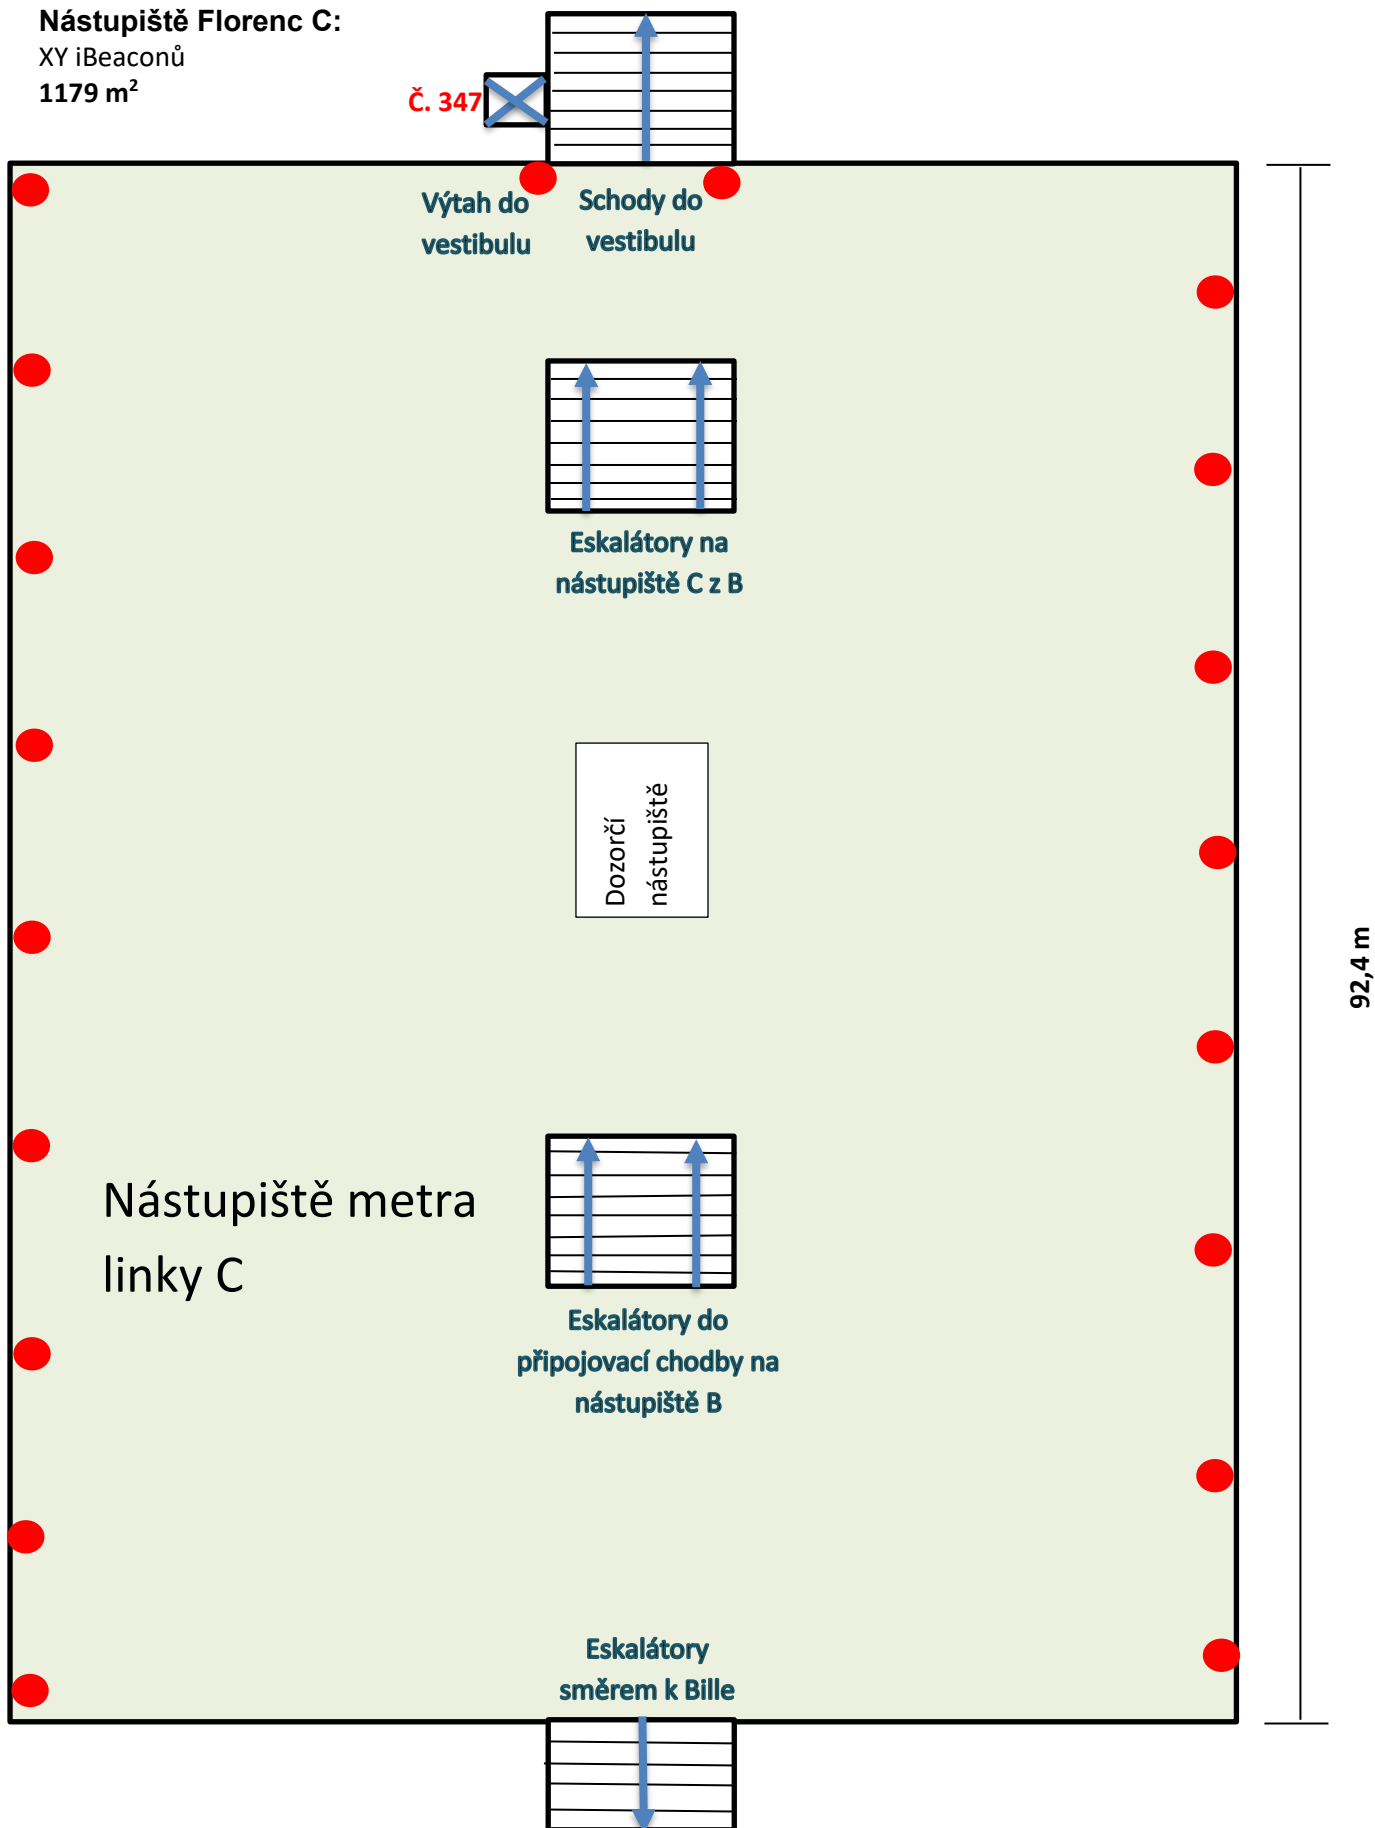 Nástupiště Florenc C:
XY iBeaconů
1179 m²
Č. 347
Výtah do
vestibulu
Schody do
vestibulu
Eskalátory na
nástupiště C z B
Dozorčí
nástupiště
92,4 m
Nástupiště metra
linky C
Eskalátory do
připojovací chodby na
nástupiště B
Eskalátory
směrem k Bille